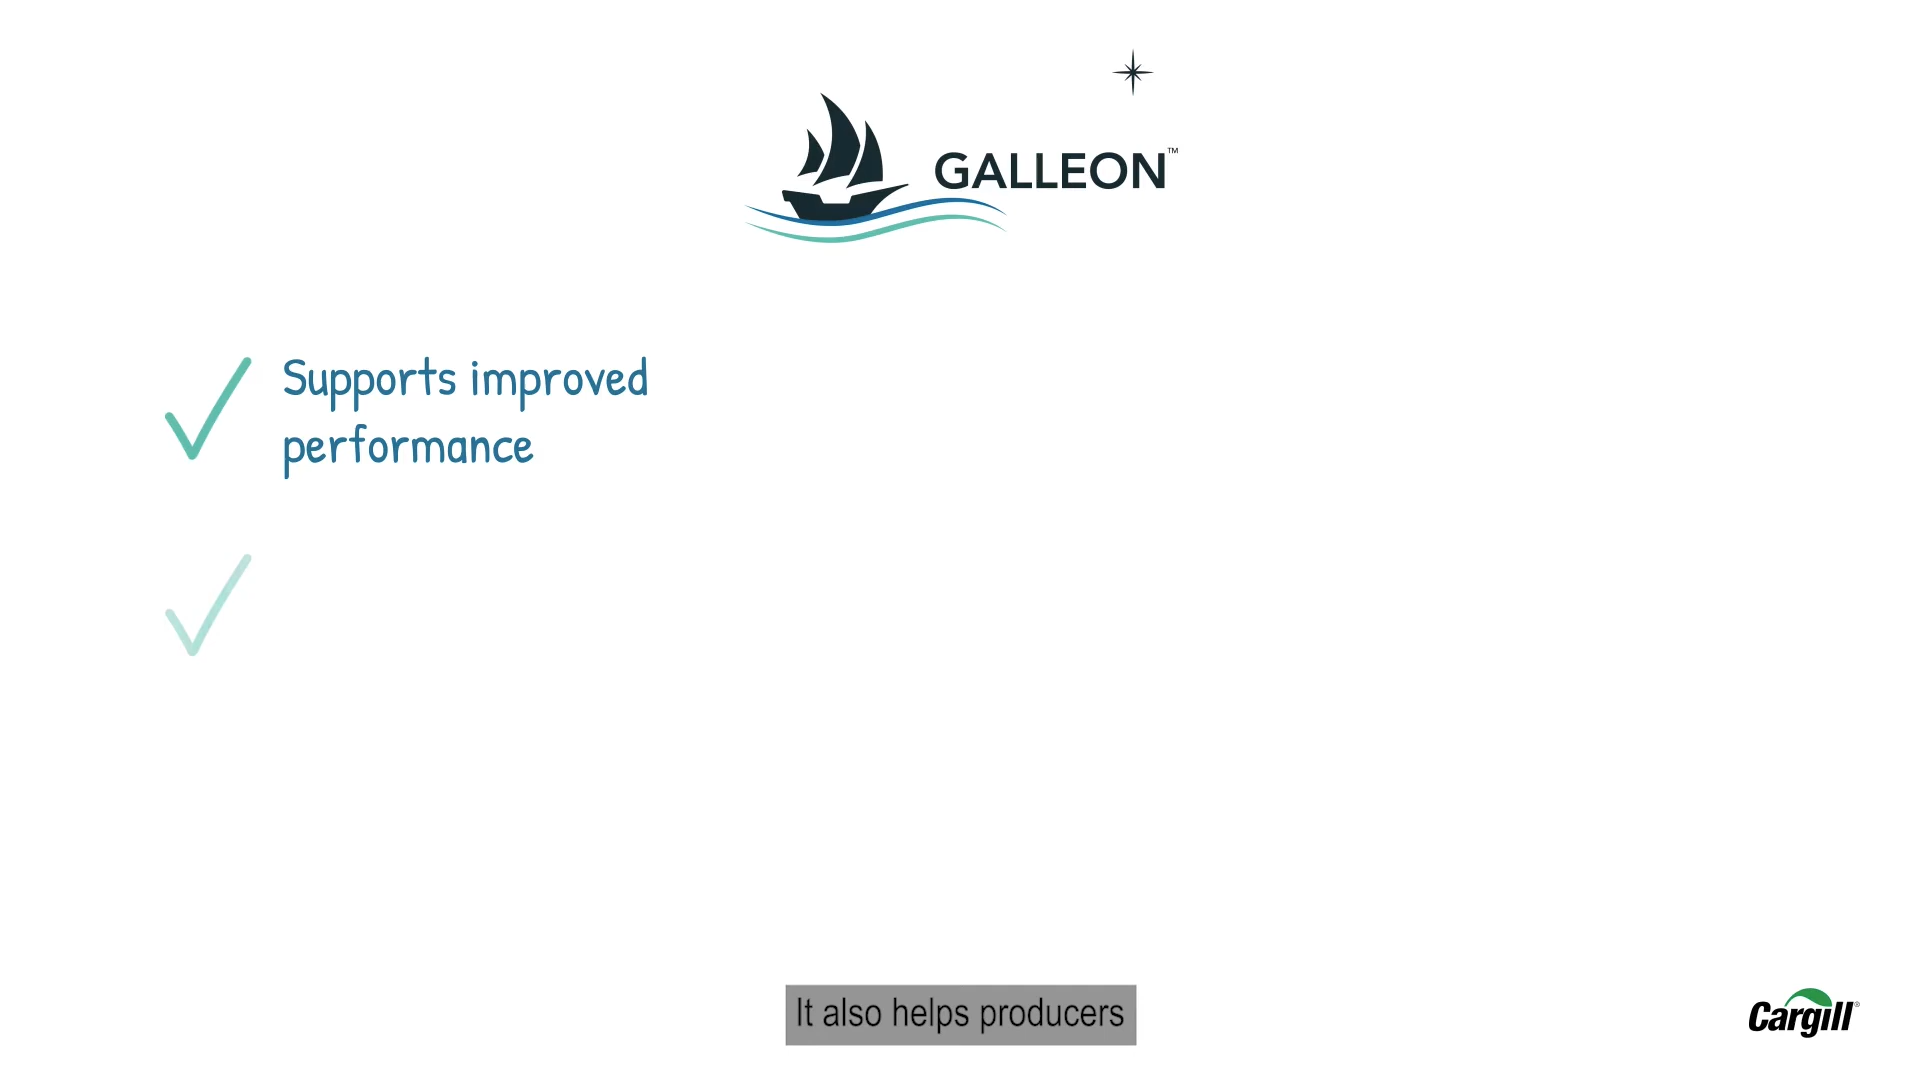 GALLEON™
Supports improved
performance
It also helps producers
Cargill®